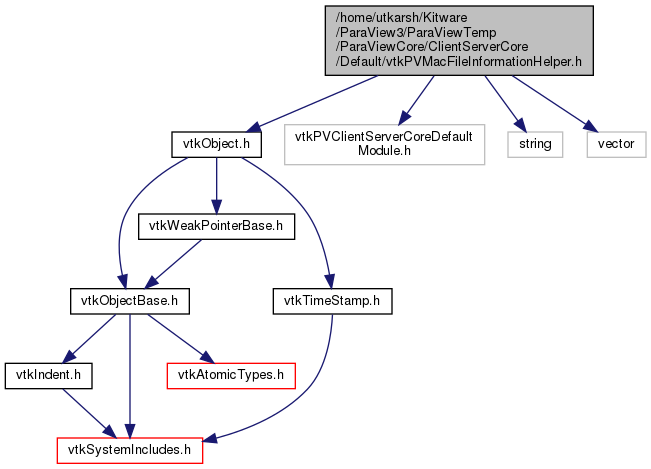 /home/utkarsh/Kitware
/ParaView3/ParaViewTemp
/ParaViewCore/ClientServerCore
/Default/vtkPVMacFileInformationHelper.h
vtkObject.h
vtkPVClientServerCoreDefault
Module.h
string
vector
vtkWeakPointerBase.h
vtkObjectBase.h
vtkTimeStamp.h
vtkIndent.h
vtkAtomicTypes.h
vtkSystemIncludes.h